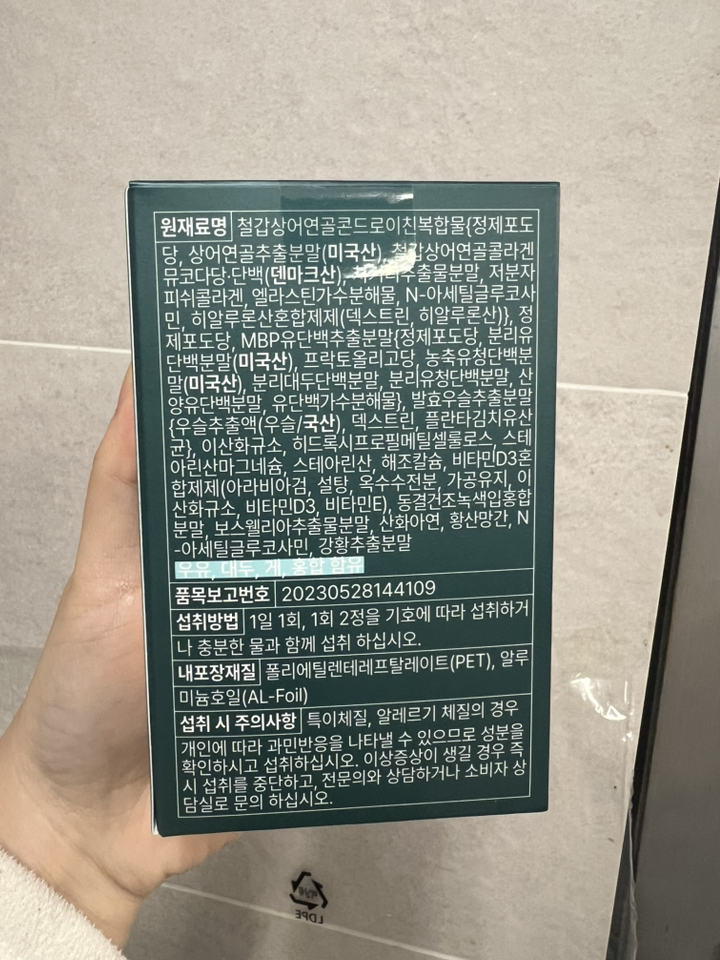 원재료명 철갑상어연골콘드로이친복합물{정제포도
당, 상어연골추출분말(미국산), 철갑상어연골콜라겐
뮤코다당·단백(덴마크산), 추출물분말, 저분자
피쉬콜라겐, 엘라스틴가수분해물, N-아세틸글루코사
민, 히알루론산혼합제제(덱스트린, 히알루론산)}, 정
제포도당, MBP유단백추출분말{정제포도당, 분리유
단백분말(미국산), 프락토올리고당, 농축유청단백분
말(미국산), 분리대두단백분말, 분리유청단백분말, 산
양유단백분말, 유단백가수분해물}, 발효우슬추출분말
{우슬추출액(우슬/국산), 덱스트린, 플란타김치유산
균}, 이산화규소, 히드록시프로필메틸셀룰로스, 스테
아린산마그네슘, 스테아린산, 해조칼슘, 비타민D3혼
합제제(아라비아검, 설탕, 옥수수전분, 가공유지, 이
산화규소, 비타민D3, 비타민E), 동결건조녹색입홍합
분말, 보스웰리아추출물분말, 산화아연, 황산망간, N
-아세틸글루코사민, 강황추출분말
우유, 대두, 게, 홍합 함유
품목보고번호 20230528144109
섭취방법 1일 1회, 1회 2정을 기호에 따라 섭취하거
나 충분한 물과 함께 섭취 하십시오.
내포장재질 폴리에틸렌테레프탈레이트(PET), 알루
미늄호일(AL-Foil)
섭취 시 주의사항 특이체질, 알레르기 체질의 경우
개인에 따라 과민반응을 나타낼 수 있으므로 성분을
확인하시고 섭취하십시오. 이상증상이 생길 경우 즉
시 섭취를 중단하고, 전문의와 상담하거나 소비자 상
담실로 문의 하십시오.
LDPE